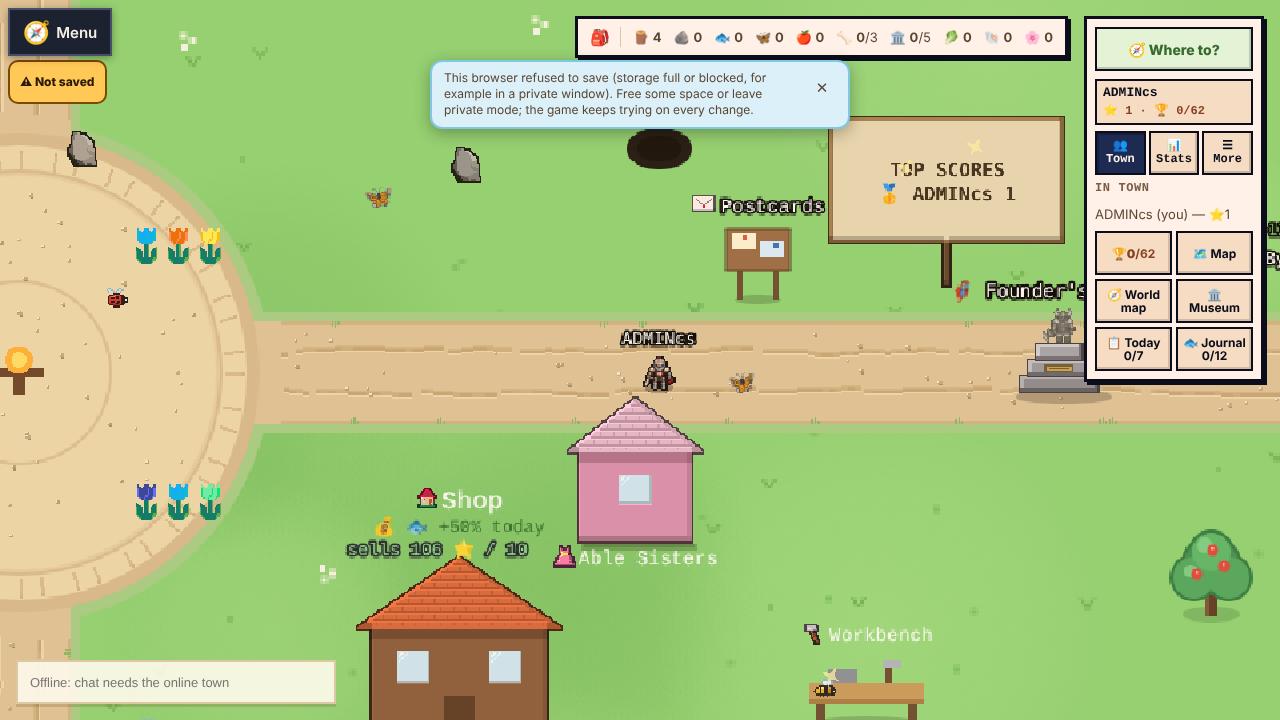 Menu
Not saved
4 0 0 0 0 0/3 0/5 0 0 0
This browser refused to save (storage full or blocked, for
example in a private window). Free some space or leave
private mode; the game keeps trying on every change.
×
Where to?
ADMINcs
1 · 0/62
Town
Stats
More
IN TOWN
ADMINcs (you) — 1
0/62
Map
World
map
Museum
Today
0/7
Journal
0/12
TOP SCORES
ADMINcs 1
Postcards
Founder's
ADMINcs
Shop
+50% today
sells 106 / 10
Able Sisters
Workbench
Offline: chat needs the online town